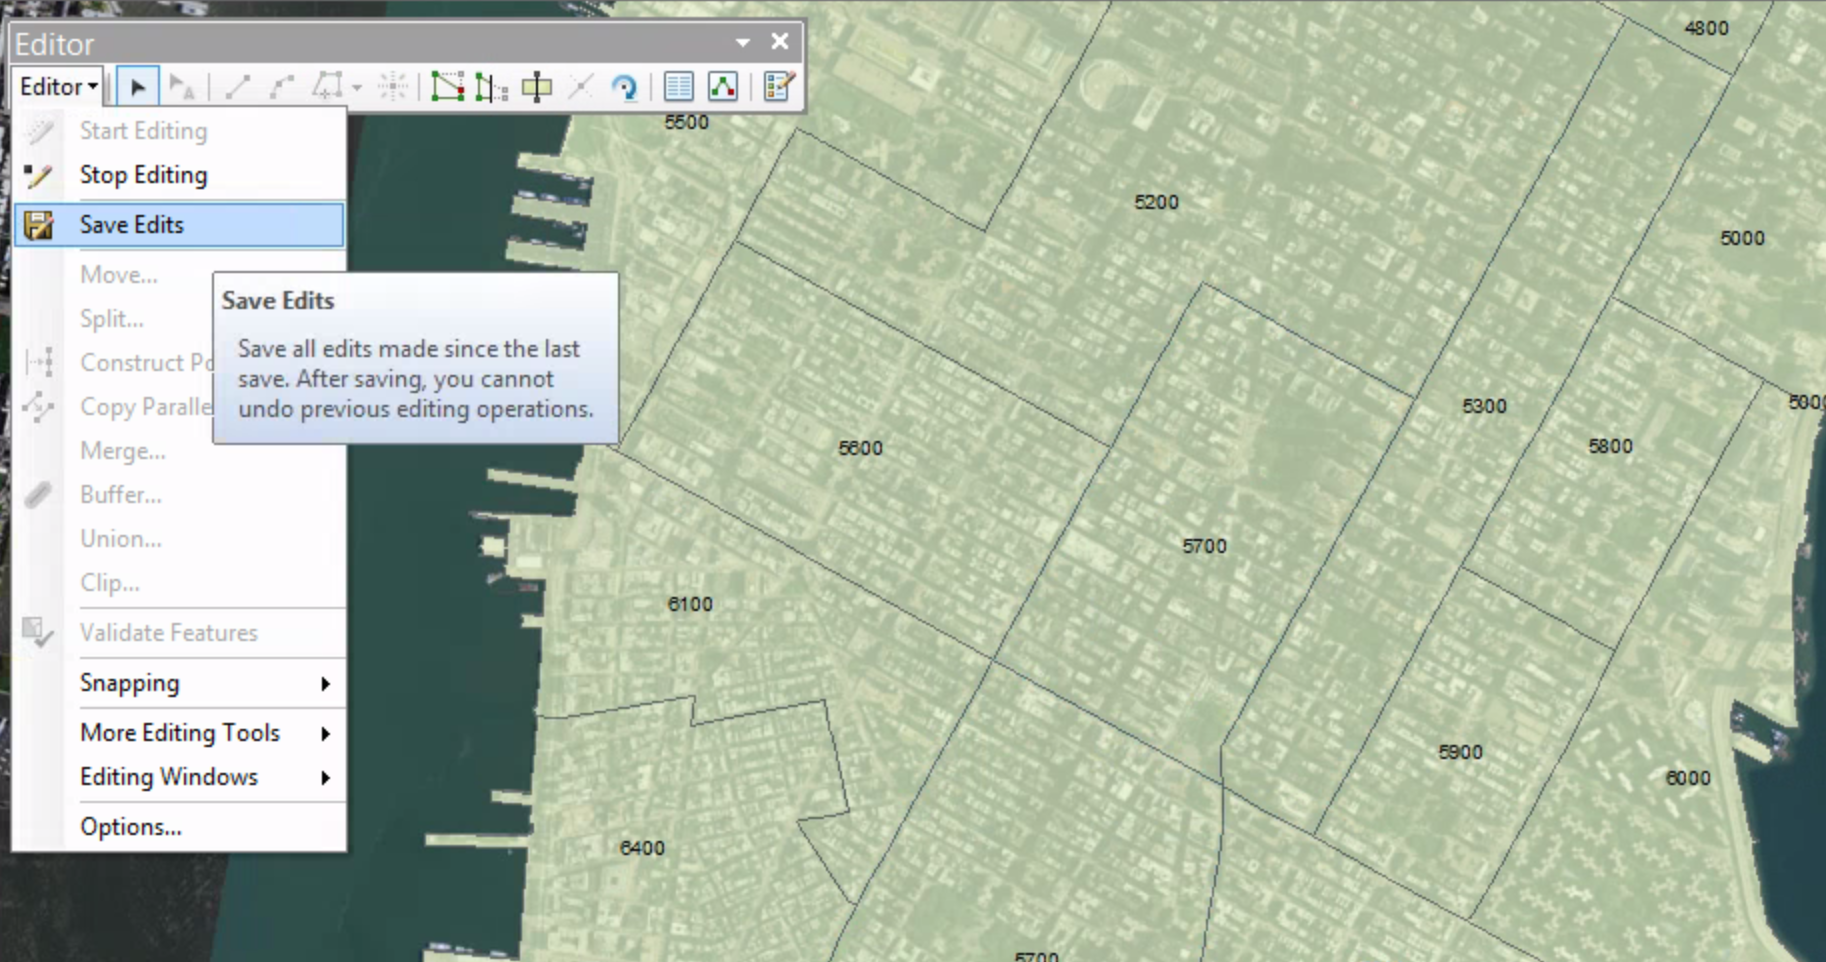 Editor
Editor
Start Editing
Stop Editing
Save Edits
Move...
Split...
Construct Po
Copy Paralle
Merge...
Buffer...
Union...
Clip...
Validate Features
Snapping
More Editing Tools
Editing Windows
Options...
Save Edits
Save all edits made since the last
save. After saving, you cannot
undo previous editing operations.
4800
5500
5200
5000
5300
5600
5800
5700
6100
5900
6000
6400
5700